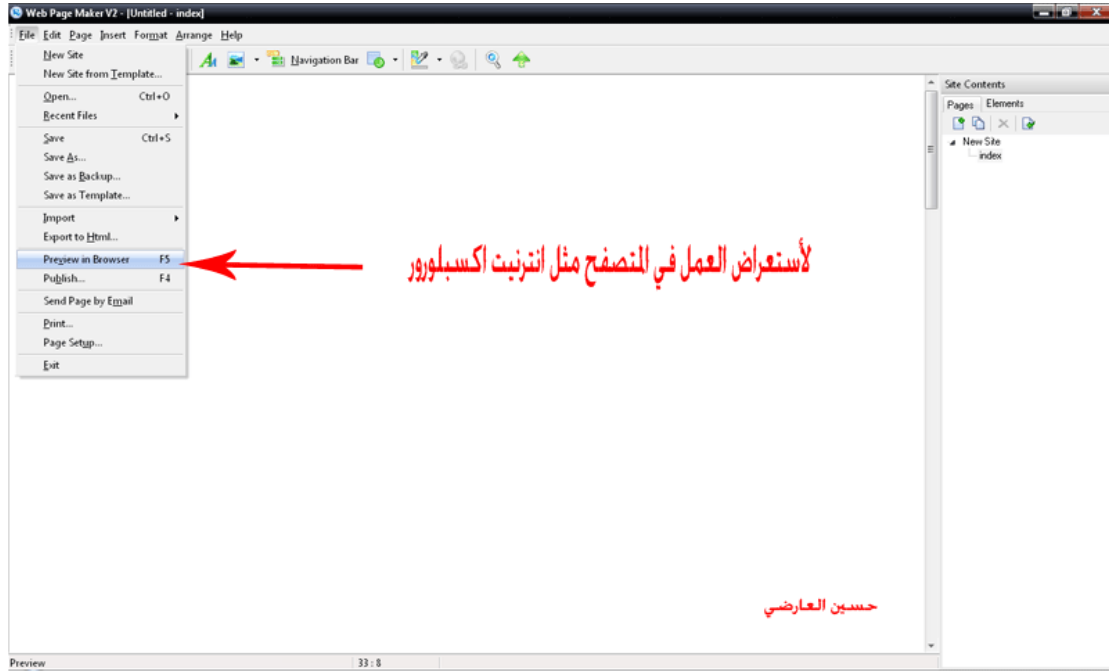 Web Page Maker V2 - [Untitled - index]
File Edit Page Insert Format Arrange Help
Navigation Bar
New Site
New Site from Template...
Open... Ctrl+O
Recent Files
Save Ctrl+S
Save As...
Save as Backup...
Save as Template...
Import
Export to Html...
Preview in Browser F5
Publish... F4
Send Page by Email
Print...
Page Setup...
Exit
Site Contents
Pages Elements
New Site
index
لأستعراض العمل في المتصفح مثل انترنيت اكسبلورور
حسين العارضي
Preview 33 : 8